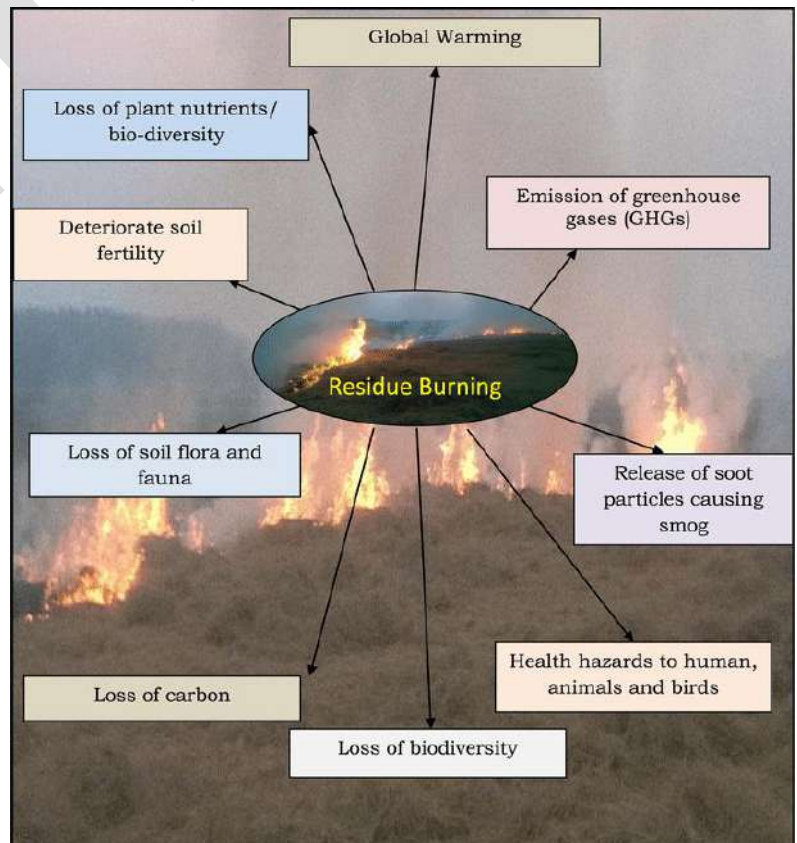 Global Warming
Loss of plant nutrients/
bio-diversity
Emission of greenhouse
gases (GHGs)
Deteriorate soil
fertility
Residue Burning
Loss of soil flora and
fauna
Release of soot
particles causing
smog
Health hazards to human,
animals and birds
Loss of carbon
Loss of biodiversity